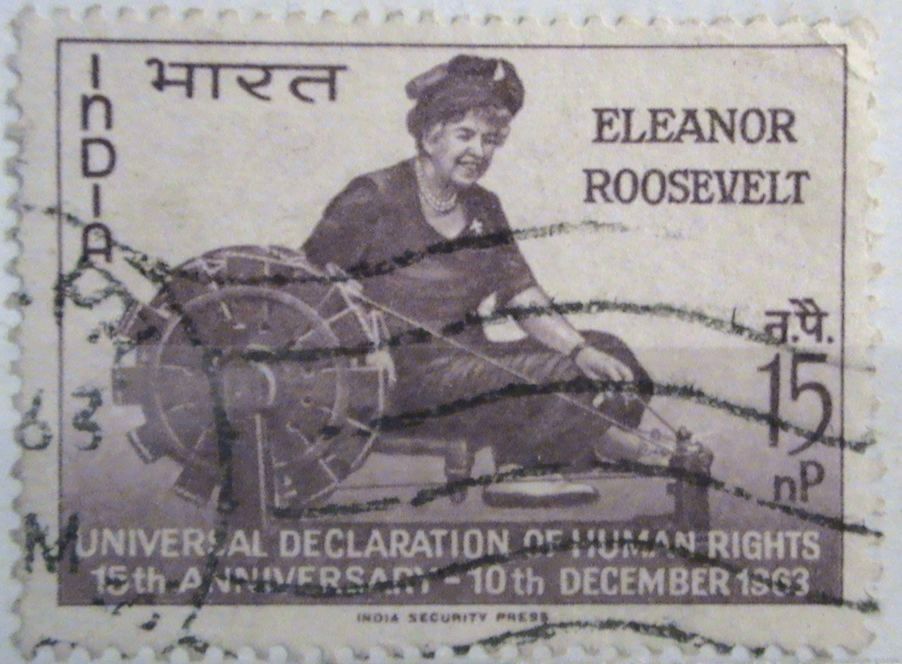 INDIA
भारत
ELEANOR
ROOSEVELT
न.पै.
15
nP
63
M
UNIVERSAL DECLARATION OF HUMAN RIGHTS
15th ANNIVERSARY - 10th DECEMBER 1963
INDIA SECURITY PRESS